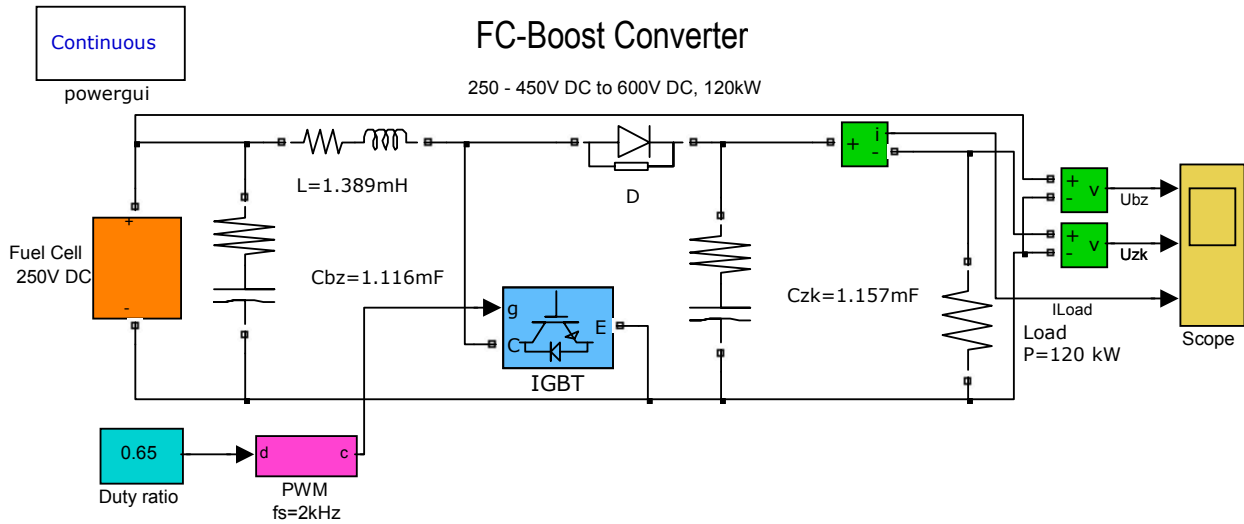 FC-Boost Converter
Continuous
powergui
250 - 450V DC to 600V DC, 120kW
+
i
-
L=1.389mH
D
+
-
v
Ubz
+
-
v
Uzk
Fuel Cell
250V DC
+
-
Cbz=1.116mF
Czk=1.157mF
g
C
E
IGBT
ILoad
Load
P=120 kW
Scope
0.65
Duty ratio
d
c
PWM
fs=2kHz